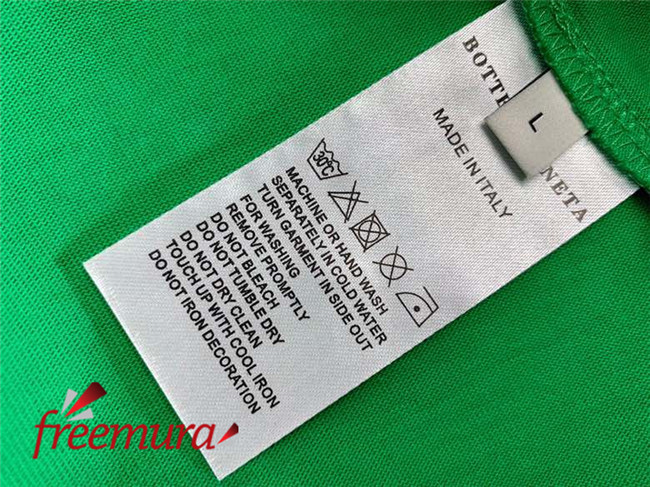 BOTTE
NETA
L
MADE IN ITALY
30°C
MACHINE OR HAND WASH
SEPARATELY IN COLD WATER
TURN GARMENT IN SIDE OUT
FOR WASHING
REMOVE PROMPTLY
DO NOT BLEACH
DO NOT TUMBLE DRY
DO NOT DRY CLEAN
TOUCH UP WITH COOL IRON
DO NOT IRON DECORATION
freemura